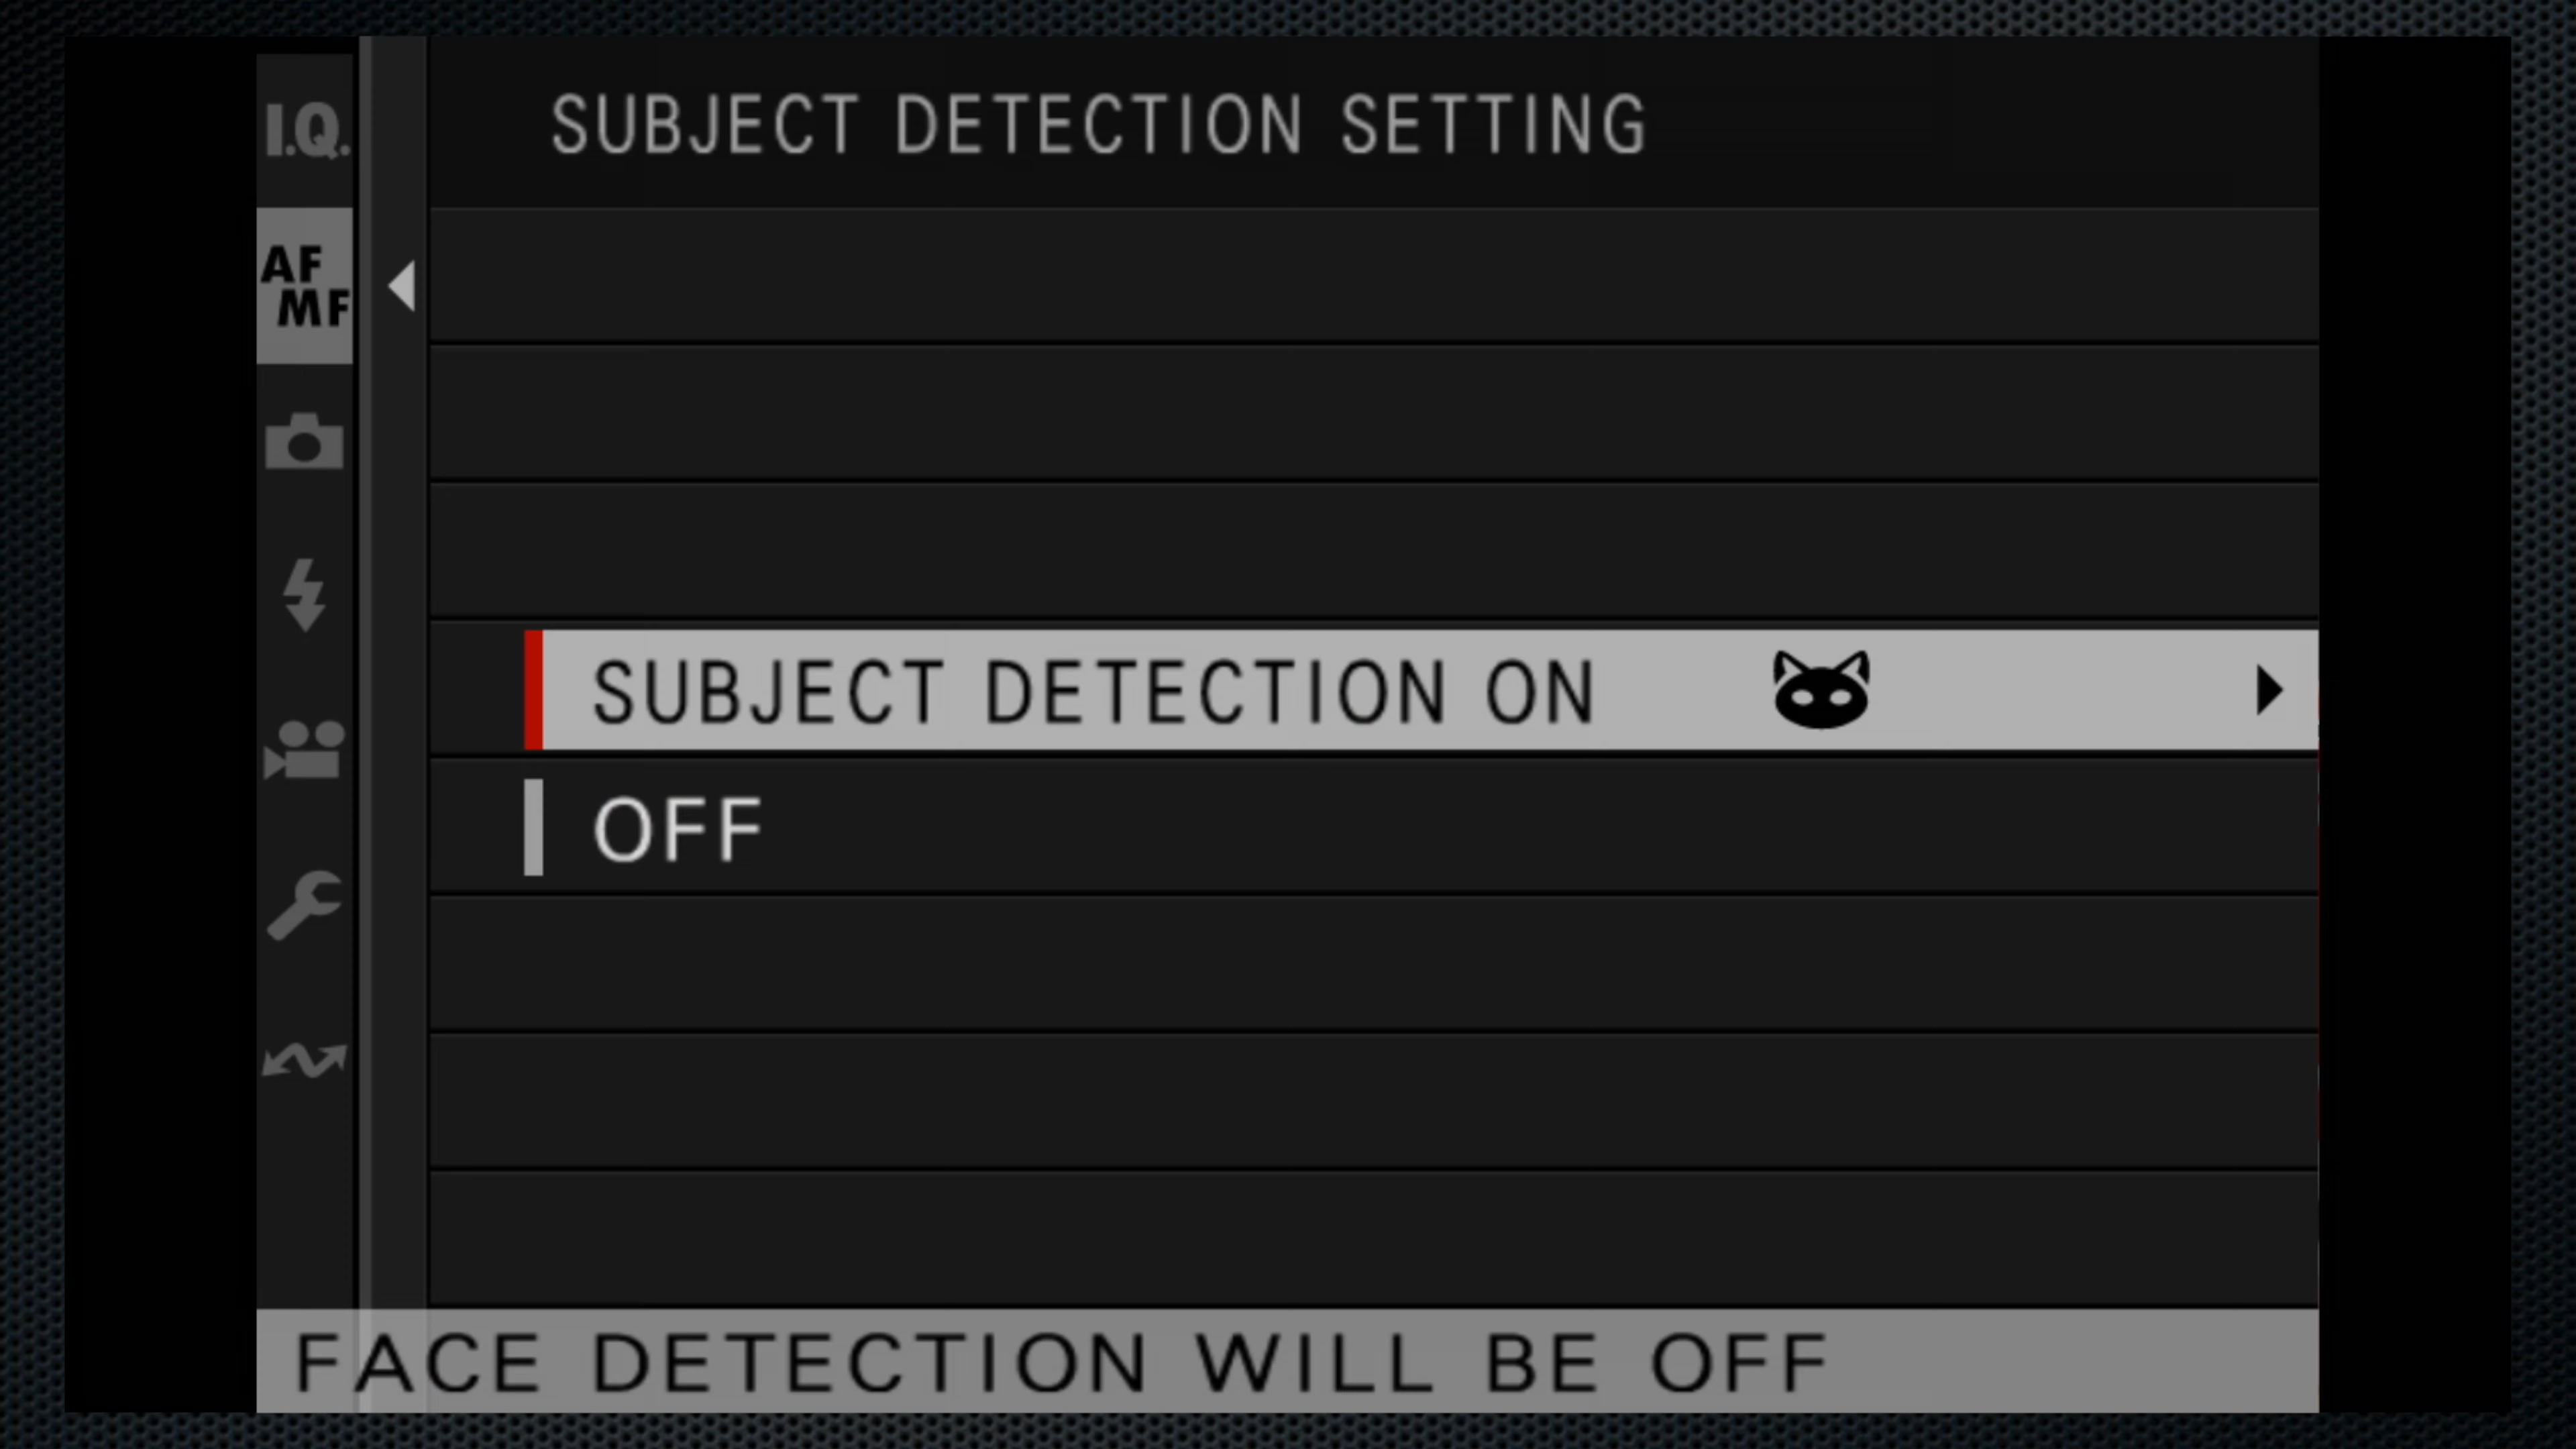 I.Q.
SUBJECT DETECTION SETTING
AF
MF
SUBJECT DETECTION ON
OFF
FACE DETECTION WILL BE OFF